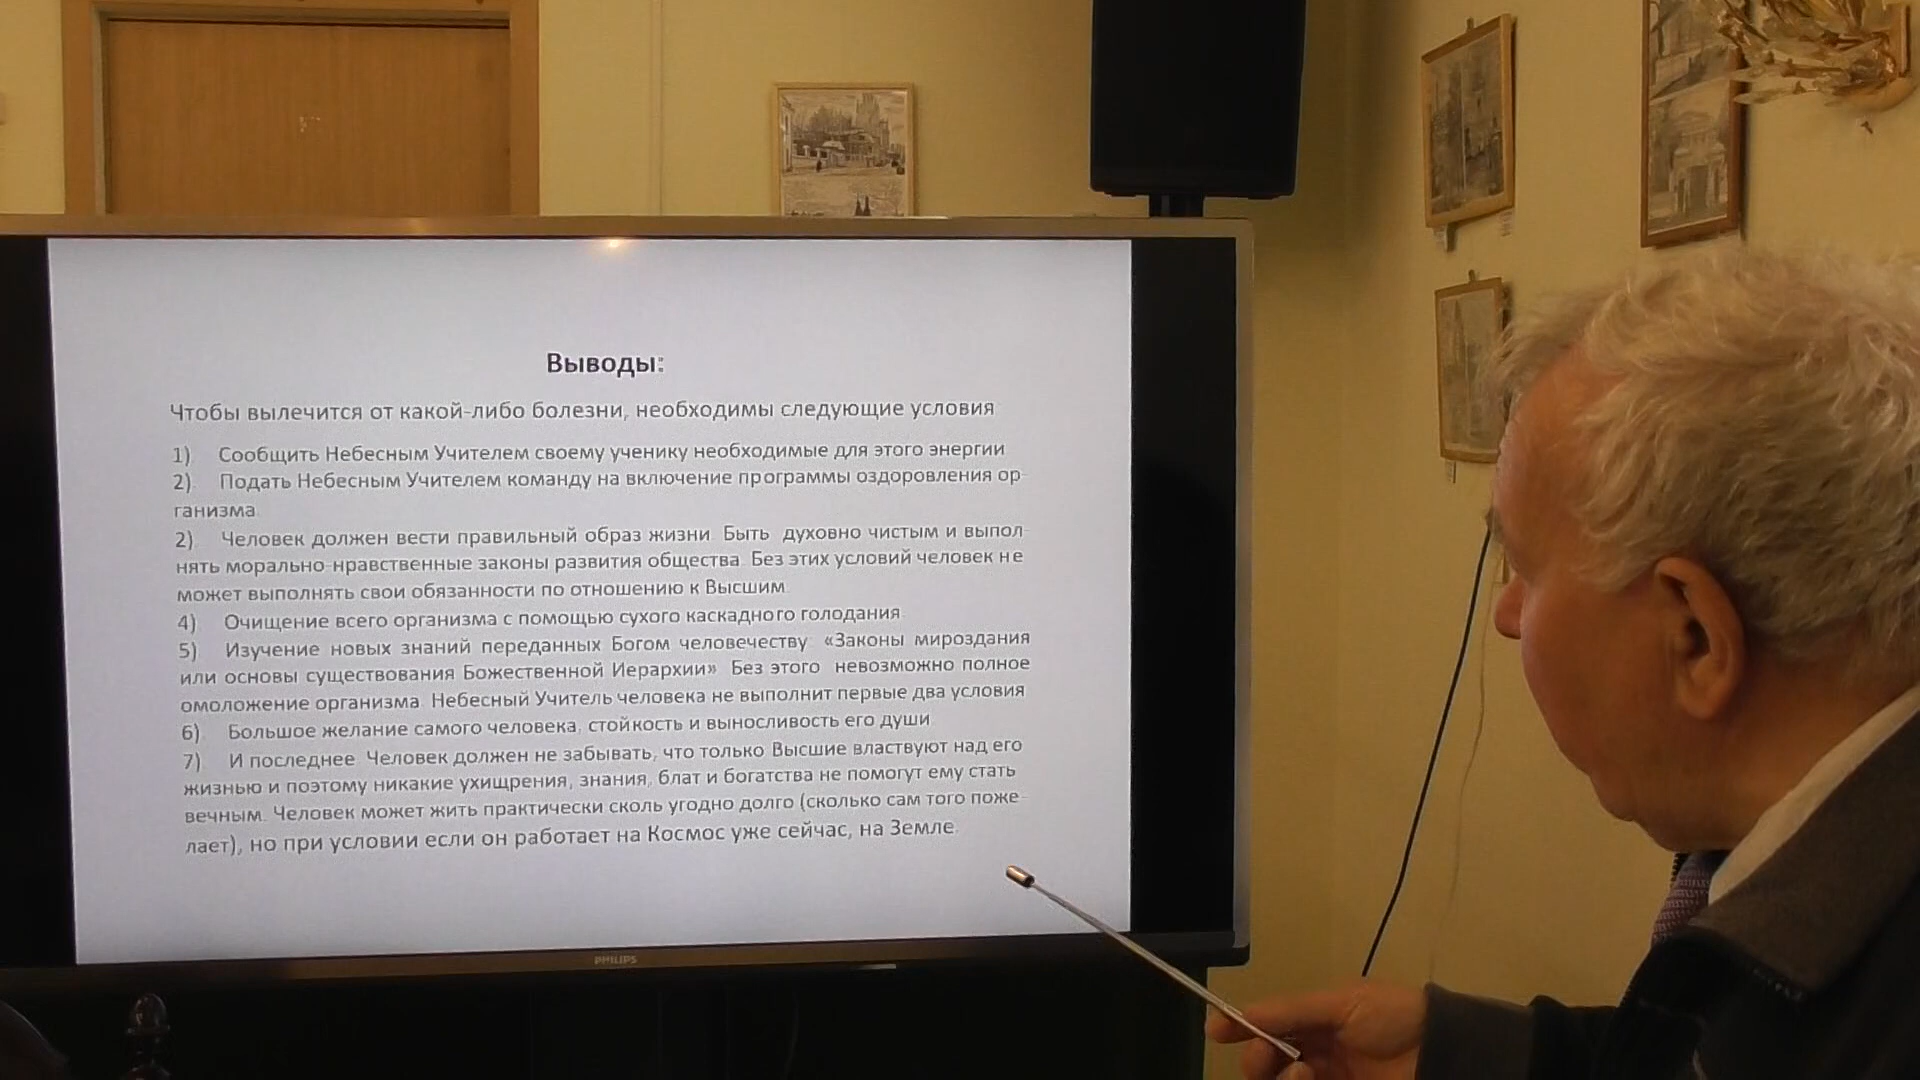 Выводы:
Чтобы вылечится от какой-либо болезни, необходимы следующие условия
1) Сообщить Небесным Учителем своему ученику необходимые для этого энергии
2) Подать Небесным Учителем команду на включение программы оздоровления ор-
ганизма.
2). Человек должен вести правильный образ жизни. Быть духовно чистым и выпол-
нять морально-нравственные законы развития общества. Без этих условий человек не
может выполнять свои обязанности по отношению к Высшим.
4) Очищение всего организма с помощью сухого каскадного голодания.
5) Изучение новых знаний переданных Богом человечеству «Законы мироздания
или основы существования Божественной Иерархии» Без этого невозможно полное
омоложение организма. Небесный Учитель человека не выполнит первые два условия
6) Большое желание самого человека, стойкость и выносливость его души.
7) И последнее. Человек должен не забывать, что только Высшие властвуют над его
жизнью и поэтому никакие ухищрения, знания, блат и богатства не помогут ему стать
вечным. Человек может жить практически сколь угодно долго (сколько сам того поже-
лает), но при условии если он работает на Космос уже сейчас, на Земле.
PHILIPS